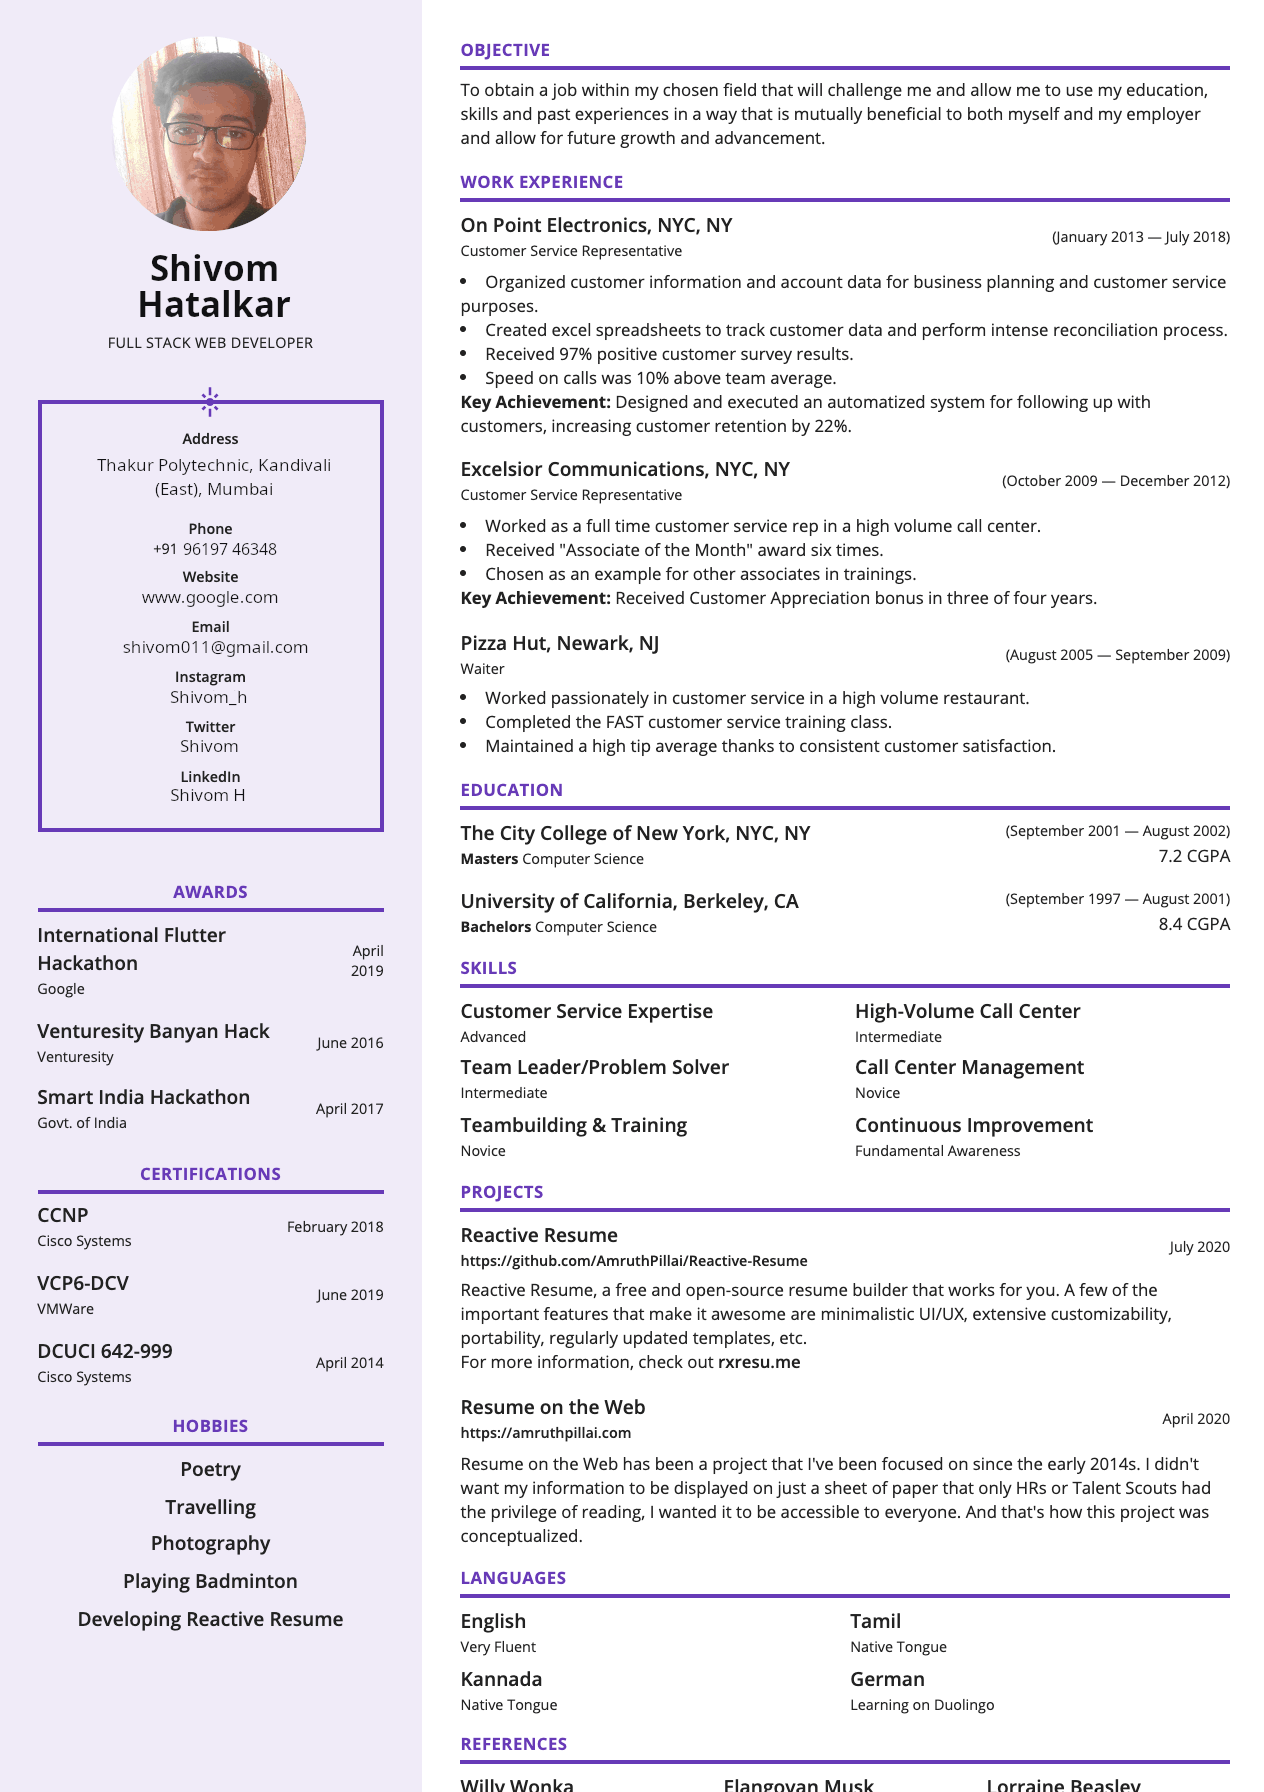 Shivom
Hatalkar
FULL STACK WEB DEVELOPER
Address
Thakur Polytechnic, Kandivali
(East), Mumbai
Phone
+91 96197 46348
Website
www.google.com
Email
shivom011@gmail.com
Instagram
Shivom_h
Twitter
Shivom
LinkedIn
Shivom H
AWARDS
International Flutter
Hackathon
April
2019
Google
Venturesity Banyan Hack
June 2016
Venturesity
Smart India Hackathon
April 2017
Govt. of India
CERTIFICATIONS
CCNP
February 2018
Cisco Systems
VCP6-DCV
June 2019
VMWare
DCUCI 642-999
April 2014
Cisco Systems
HOBBIES
Poetry
Travelling
Photography
Playing Badminton
Developing Reactive Resume
OBJECTIVE
To obtain a job within my chosen field that will challenge me and allow me to use my education,
skills and past experiences in a way that is mutually beneficial to both myself and my employer
and allow for future growth and advancement.
WORK EXPERIENCE
On Point Electronics, NYC, NY
(January 2013 — July 2018)
Customer Service Representative
• Organized customer information and account data for business planning and customer service
purposes.
• Created excel spreadsheets to track customer data and perform intense reconciliation process.
• Received 97% positive customer survey results.
• Speed on calls was 10% above team average.
Key Achievement: Designed and executed an automatized system for following up with
customers, increasing customer retention by 22%.
Excelsior Communications, NYC, NY
(October 2009 — December 2012)
Customer Service Representative
• Worked as a full time customer service rep in a high volume call center.
• Received "Associate of the Month" award six times.
• Chosen as an example for other associates in trainings.
Key Achievement: Received Customer Appreciation bonus in three of four years.
Pizza Hut, Newark, NJ
(August 2005 — September 2009)
Waiter
• Worked passionately in customer service in a high volume restaurant.
• Completed the FAST customer service training class.
• Maintained a high tip average thanks to consistent customer satisfaction.
EDUCATION
The City College of New York, NYC, NY
(September 2001 — August 2002)
Masters Computer Science
7.2 CGPA
University of California, Berkeley, CA
(September 1997 — August 2001)
Bachelors Computer Science
8.4 CGPA
SKILLS
Customer Service Expertise
High-Volume Call Center
Advanced
Intermediate
Team Leader/Problem Solver
Call Center Management
Intermediate
Novice
Teambuilding & Training
Continuous Improvement
Novice
Fundamental Awareness
PROJECTS
Reactive Resume
July 2020
https://github.com/AmruthPillai/Reactive-Resume
Reactive Resume, a free and open-source resume builder that works for you. A few of the
important features that make it awesome are minimalistic UI/UX, extensive customizability,
portability, regularly updated templates, etc.
For more information, check out rxresu.me
Resume on the Web
April 2020
https://amruthpillai.com
Resume on the Web has been a project that I've been focused on since the early 2014s. I didn't
want my information to be displayed on just a sheet of paper that only HRs or Talent Scouts had
the privilege of reading, I wanted it to be accessible to everyone. And that's how this project was
conceptualized.
LANGUAGES
English
Tamil
Very Fluent
Native Tongue
Kannada
German
Native Tongue
Learning on Duolingo
REFERENCES
Willy Wonka
Elangovan Musk
Lorraine Beasley